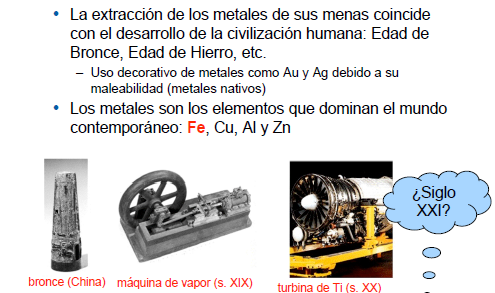 • La extracción de los metales de sus menas coincide
con el desarrollo de la civilización humana: Edad de
Bronce, Edad de Hierro, etc.
– Uso decorativo de metales como Au y Ag debido a su
maleabilidad (metales nativos)
• Los metales son los elementos que dominan el mundo
contemporáneo: Fe, Cu, Al y Zn
¿Siglo
XXI?
bronce (China)
máquina de vapor (s. XIX)
turbina de Ti (s. XX)